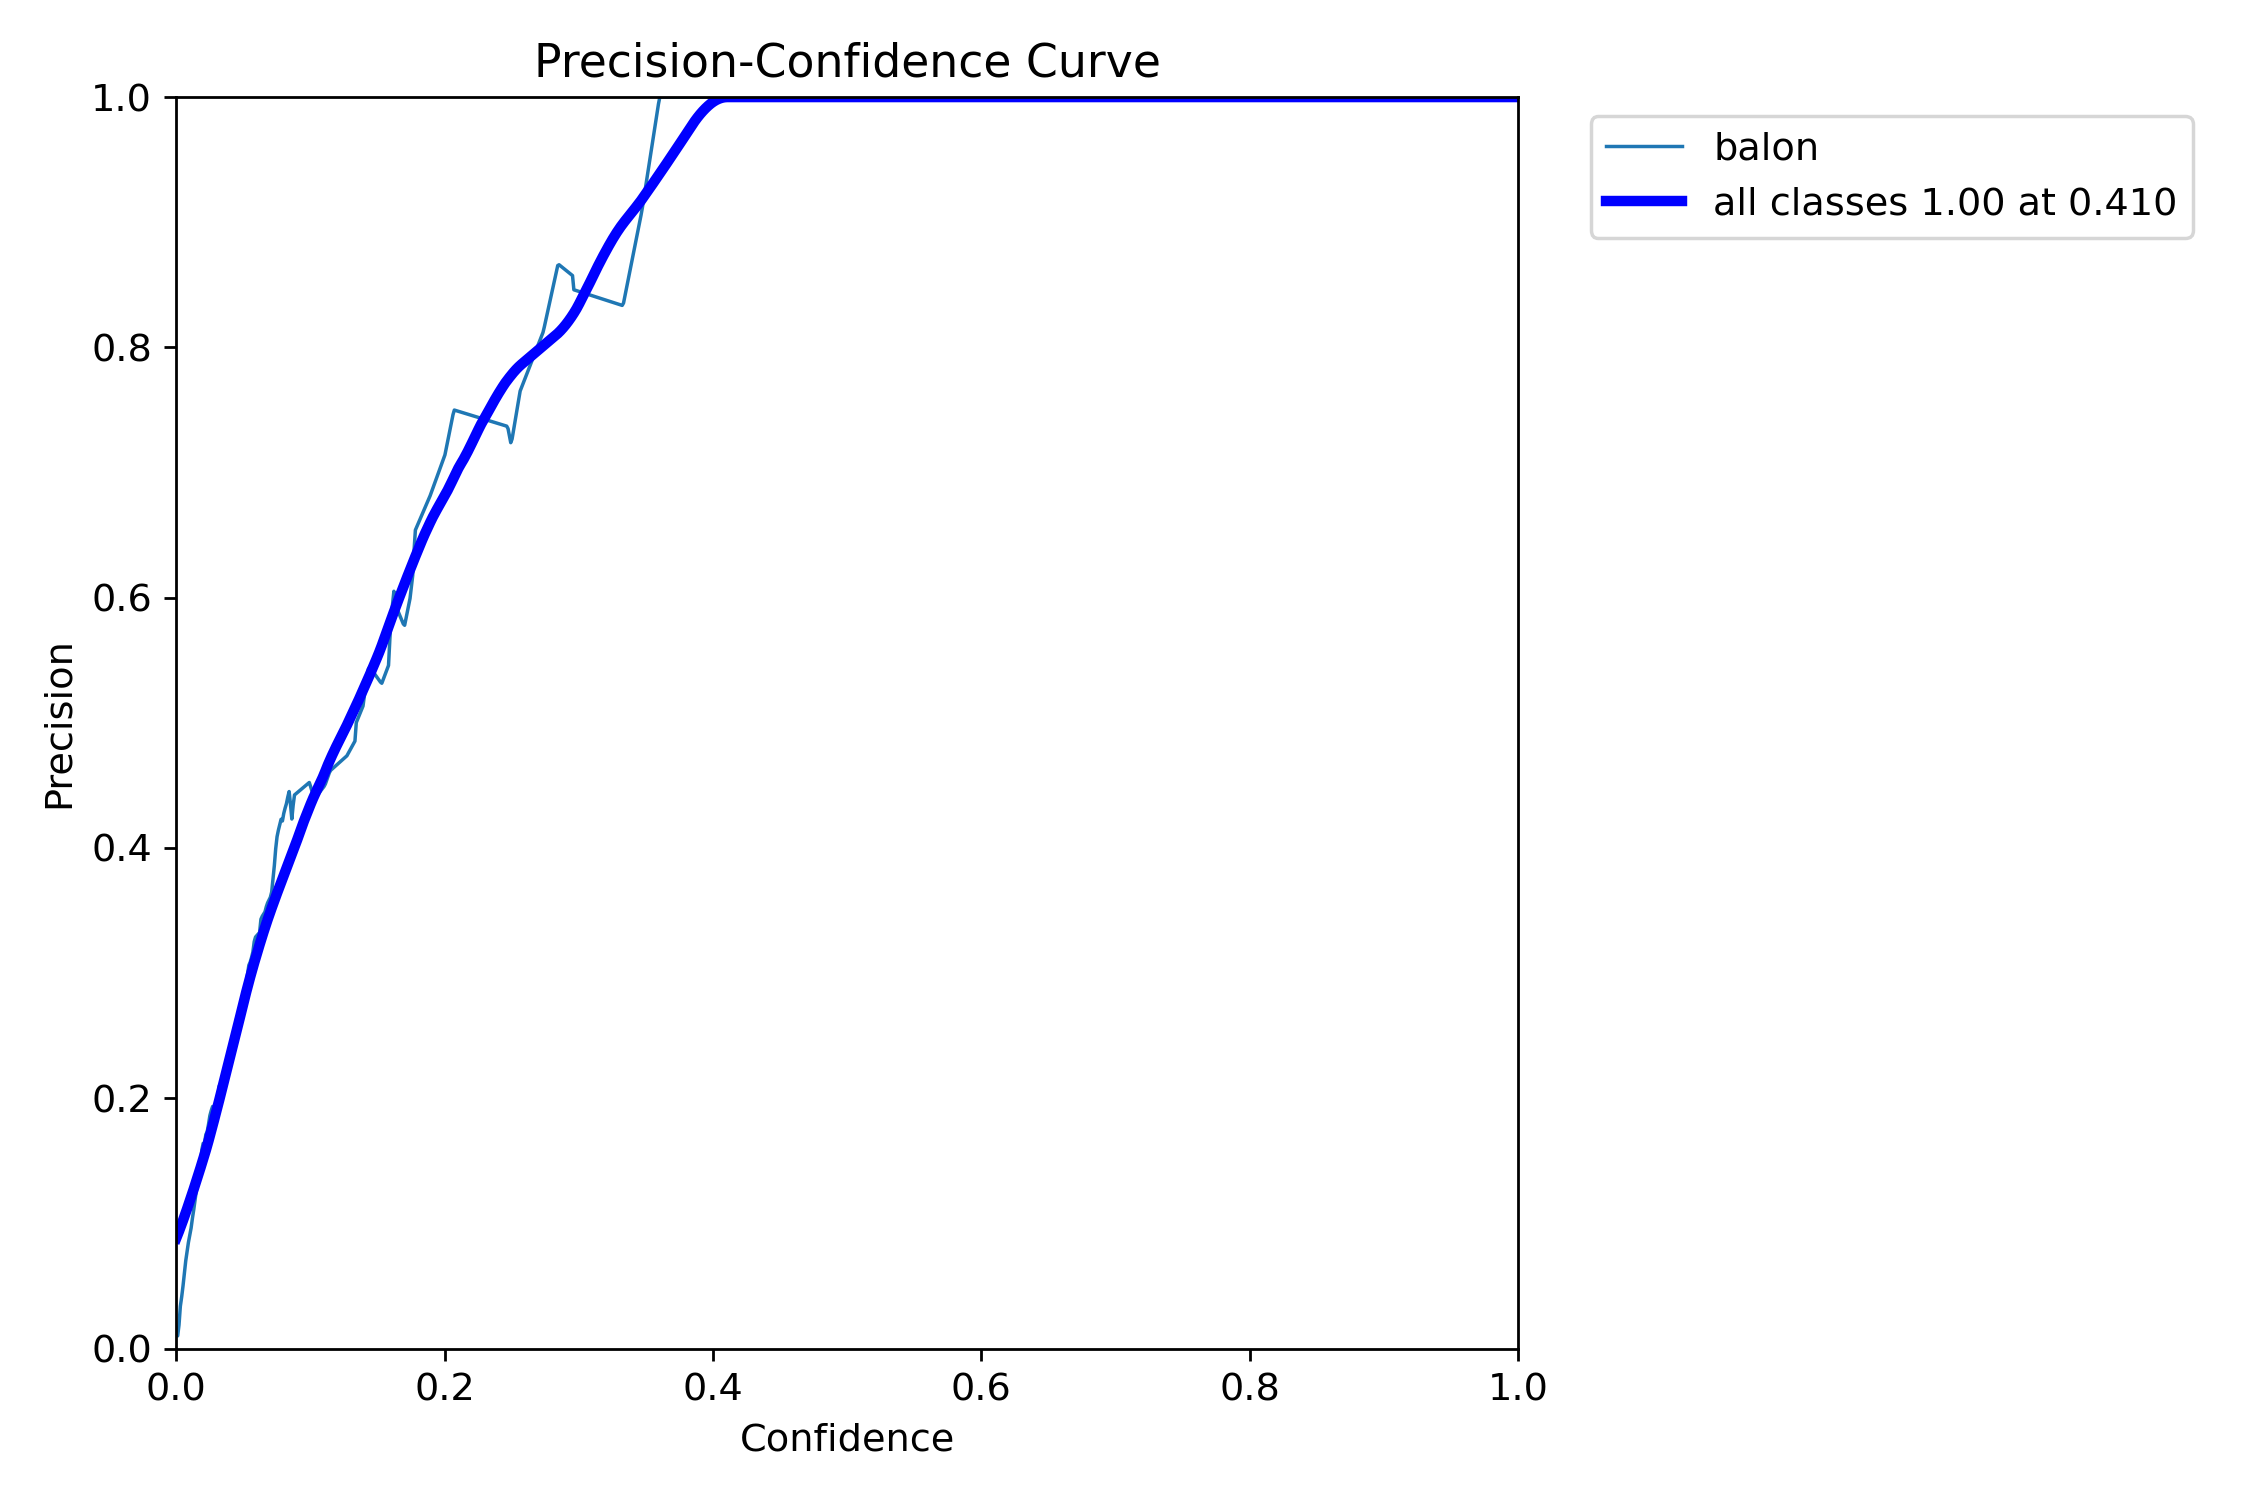 Precision-Confidence Curve
1.0
0.8
0.6
0.4
0.2
0.0
Precision
0.0 0.2 0.4 0.6 0.8 1.0
Confidence
balon
all classes 1.00 at 0.410